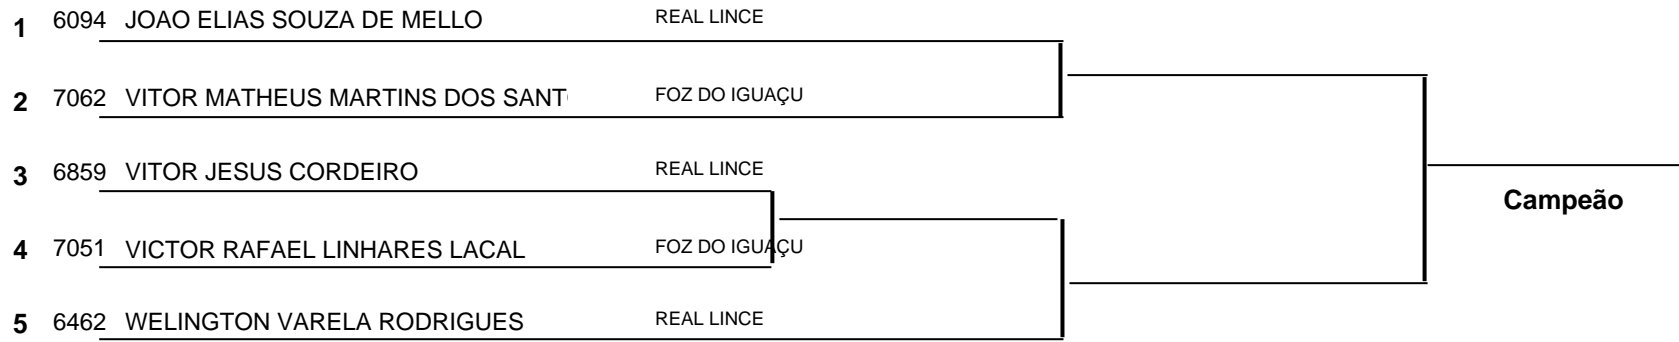 1 6094 JOAO ELIAS SOUZA DE MELLO REAL LINCE
2 7062 VITOR MATHEUS MARTINS DOS SANT FOZ DO IGUAÇU
3 6859 VITOR JESUS CORDEIRO REAL LINCE
Campeão
4 7051 VICTOR RAFAEL LINHARES LACAL FOZ DO IGUAÇU
5 6462 WELINGTON VARELA RODRIGUES REAL LINCE